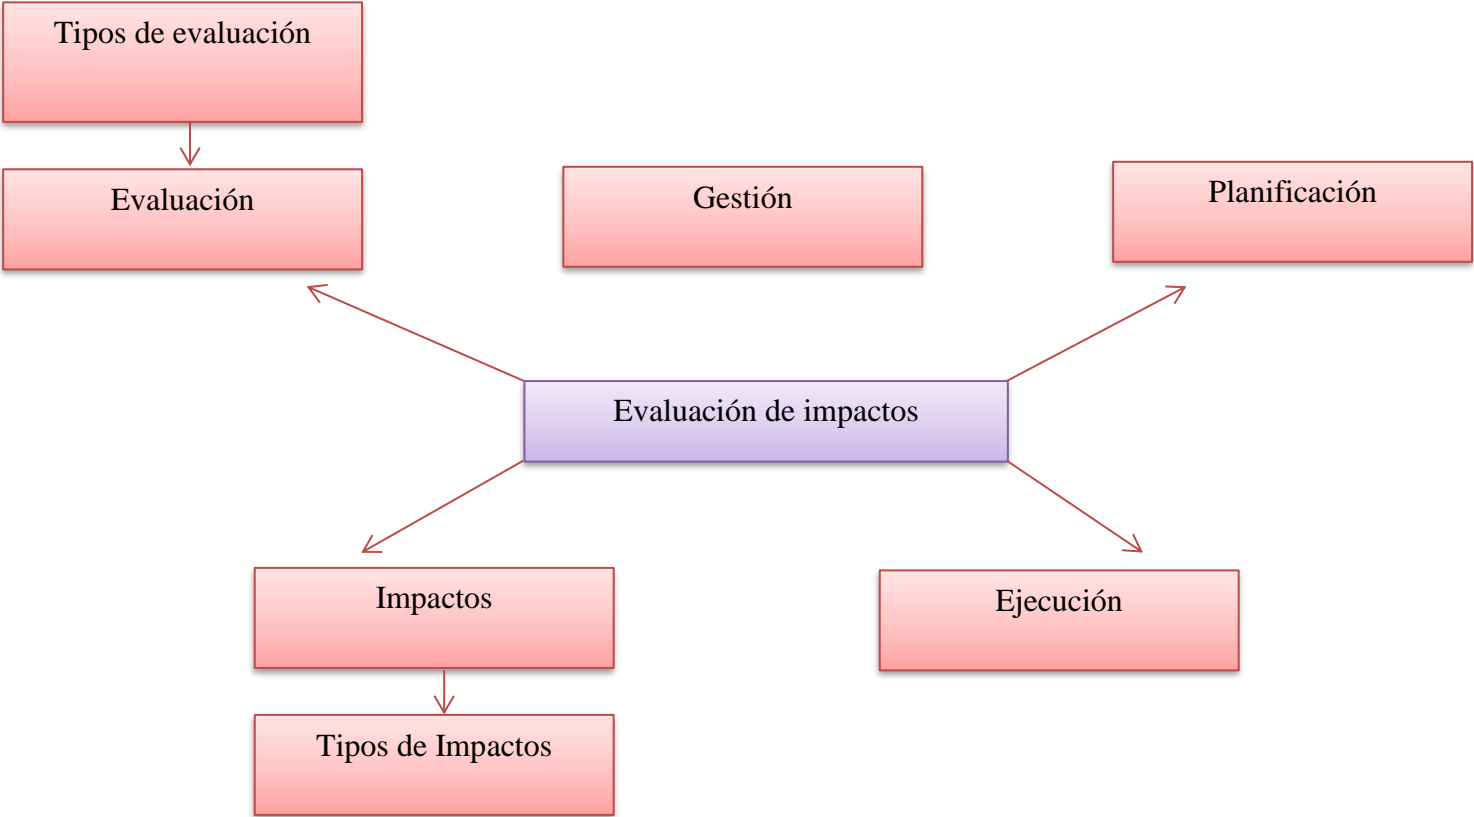 Tipos de evaluación
Evaluación
Gestión
Planificación
Evaluación de impactos
Impactos
Ejecución
Tipos de Impactos